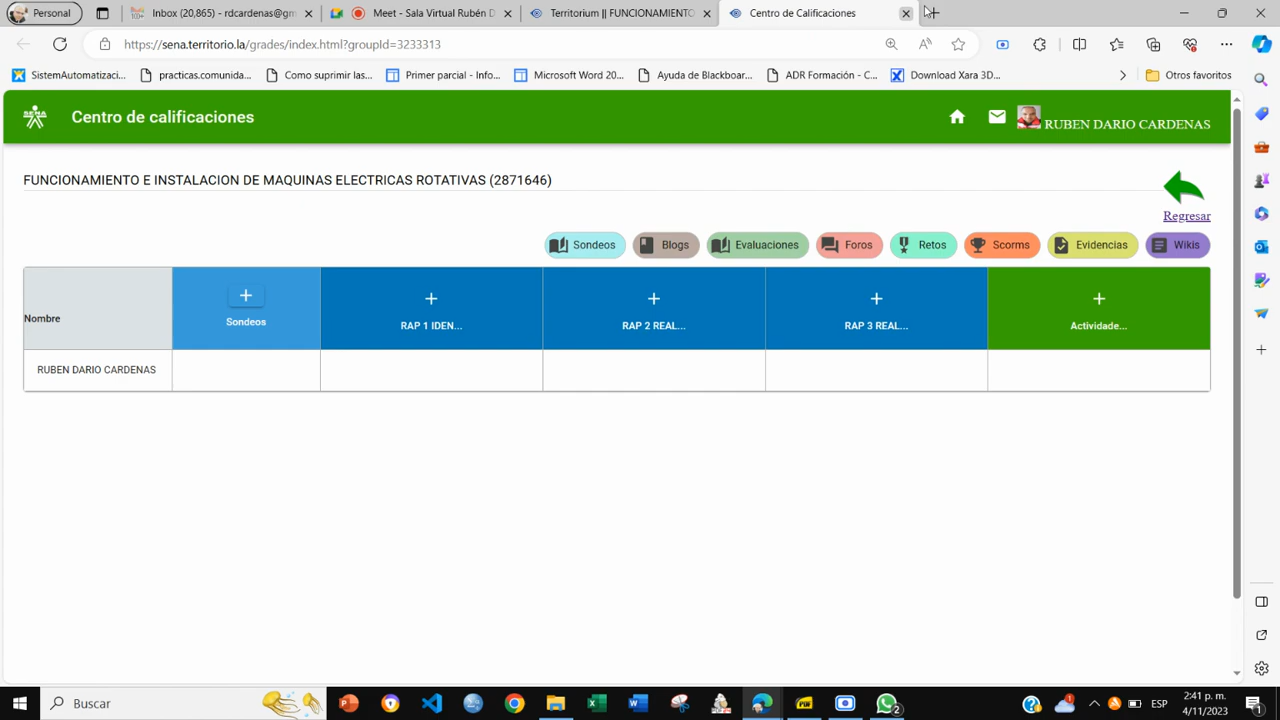 Personal
Inbox (20,865) - rdcardenas@gm
Meet - Sala Virtual Rubén D
Territorium || FUNCIONAMIENTO
Centro de Calificaciones
https://sena.territorio.la/grades/index.html?groupId=3233313
SistemAutomatizaci...
practicas.comunida...
Como suprimir las...
Primer parcial - Info...
Microsoft Word 20...
Ayuda de Blackboar...
ADR Formación - C...
Download Xara 3D...
Otros favoritos
SENA
Centro de calificaciones
RUBEN DARIO CARDENAS
FUNCIONAMIENTO E INSTALACION DE MAQUINAS ELECTRICAS ROTATIVAS (2871646)
Regresar
Sondeos
Blogs
Evaluaciones
Foros
Retos
Scorms
Evidencias
Wikis
Nombre
Sondeos
RAP 1 IDEN...
RAP 2 REAL...
RAP 3 REAL...
Actividade...
RUBEN DARIO CARDENAS
Buscar
ESP
2:41 p. m.
4/11/2023